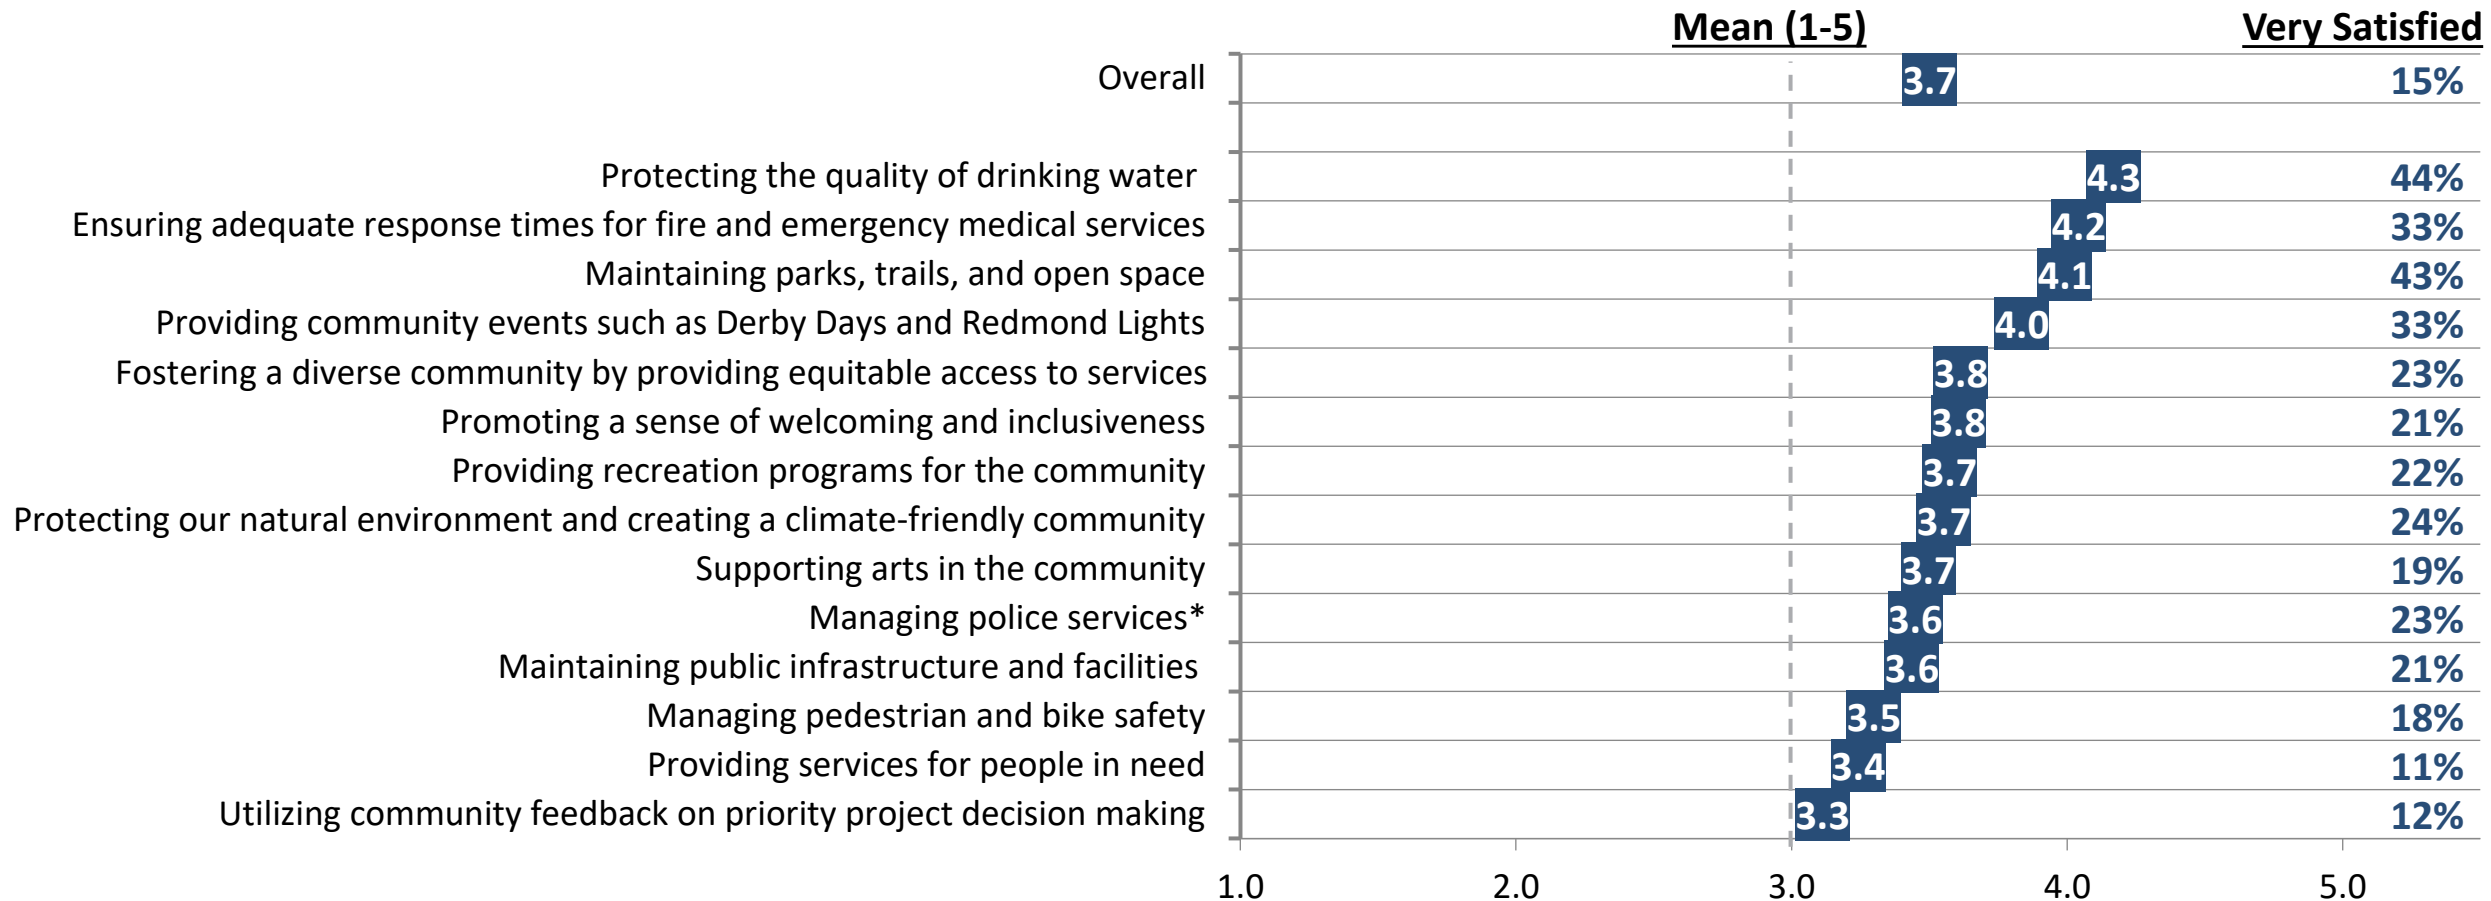 Mean (1-5) Very Satisfied
Overall 3.7 15%
Protecting the quality of drinking water 4.3 44%
Ensuring adequate response times for fire and emergency medical services 4.2 33%
Maintaining parks, trails, and open space 4.1 43%
Providing community events such as Derby Days and Redmond Lights 4.0 33%
Fostering a diverse community by providing equitable access to services 3.8 23%
Promoting a sense of welcoming and inclusiveness 3.8 21%
Providing recreation programs for the community 3.7 22%
Protecting our natural environment and creating a climate-friendly community 3.7 24%
Supporting arts in the community 3.7 19%
Managing police services* 3.6 23%
Maintaining public infrastructure and facilities 3.6 21%
Managing pedestrian and bike safety 3.5 18%
Providing services for people in need 3.4 11%
Utilizing community feedback on priority project decision making 3.3 12%
1.0 2.0 3.0 4.0 5.0